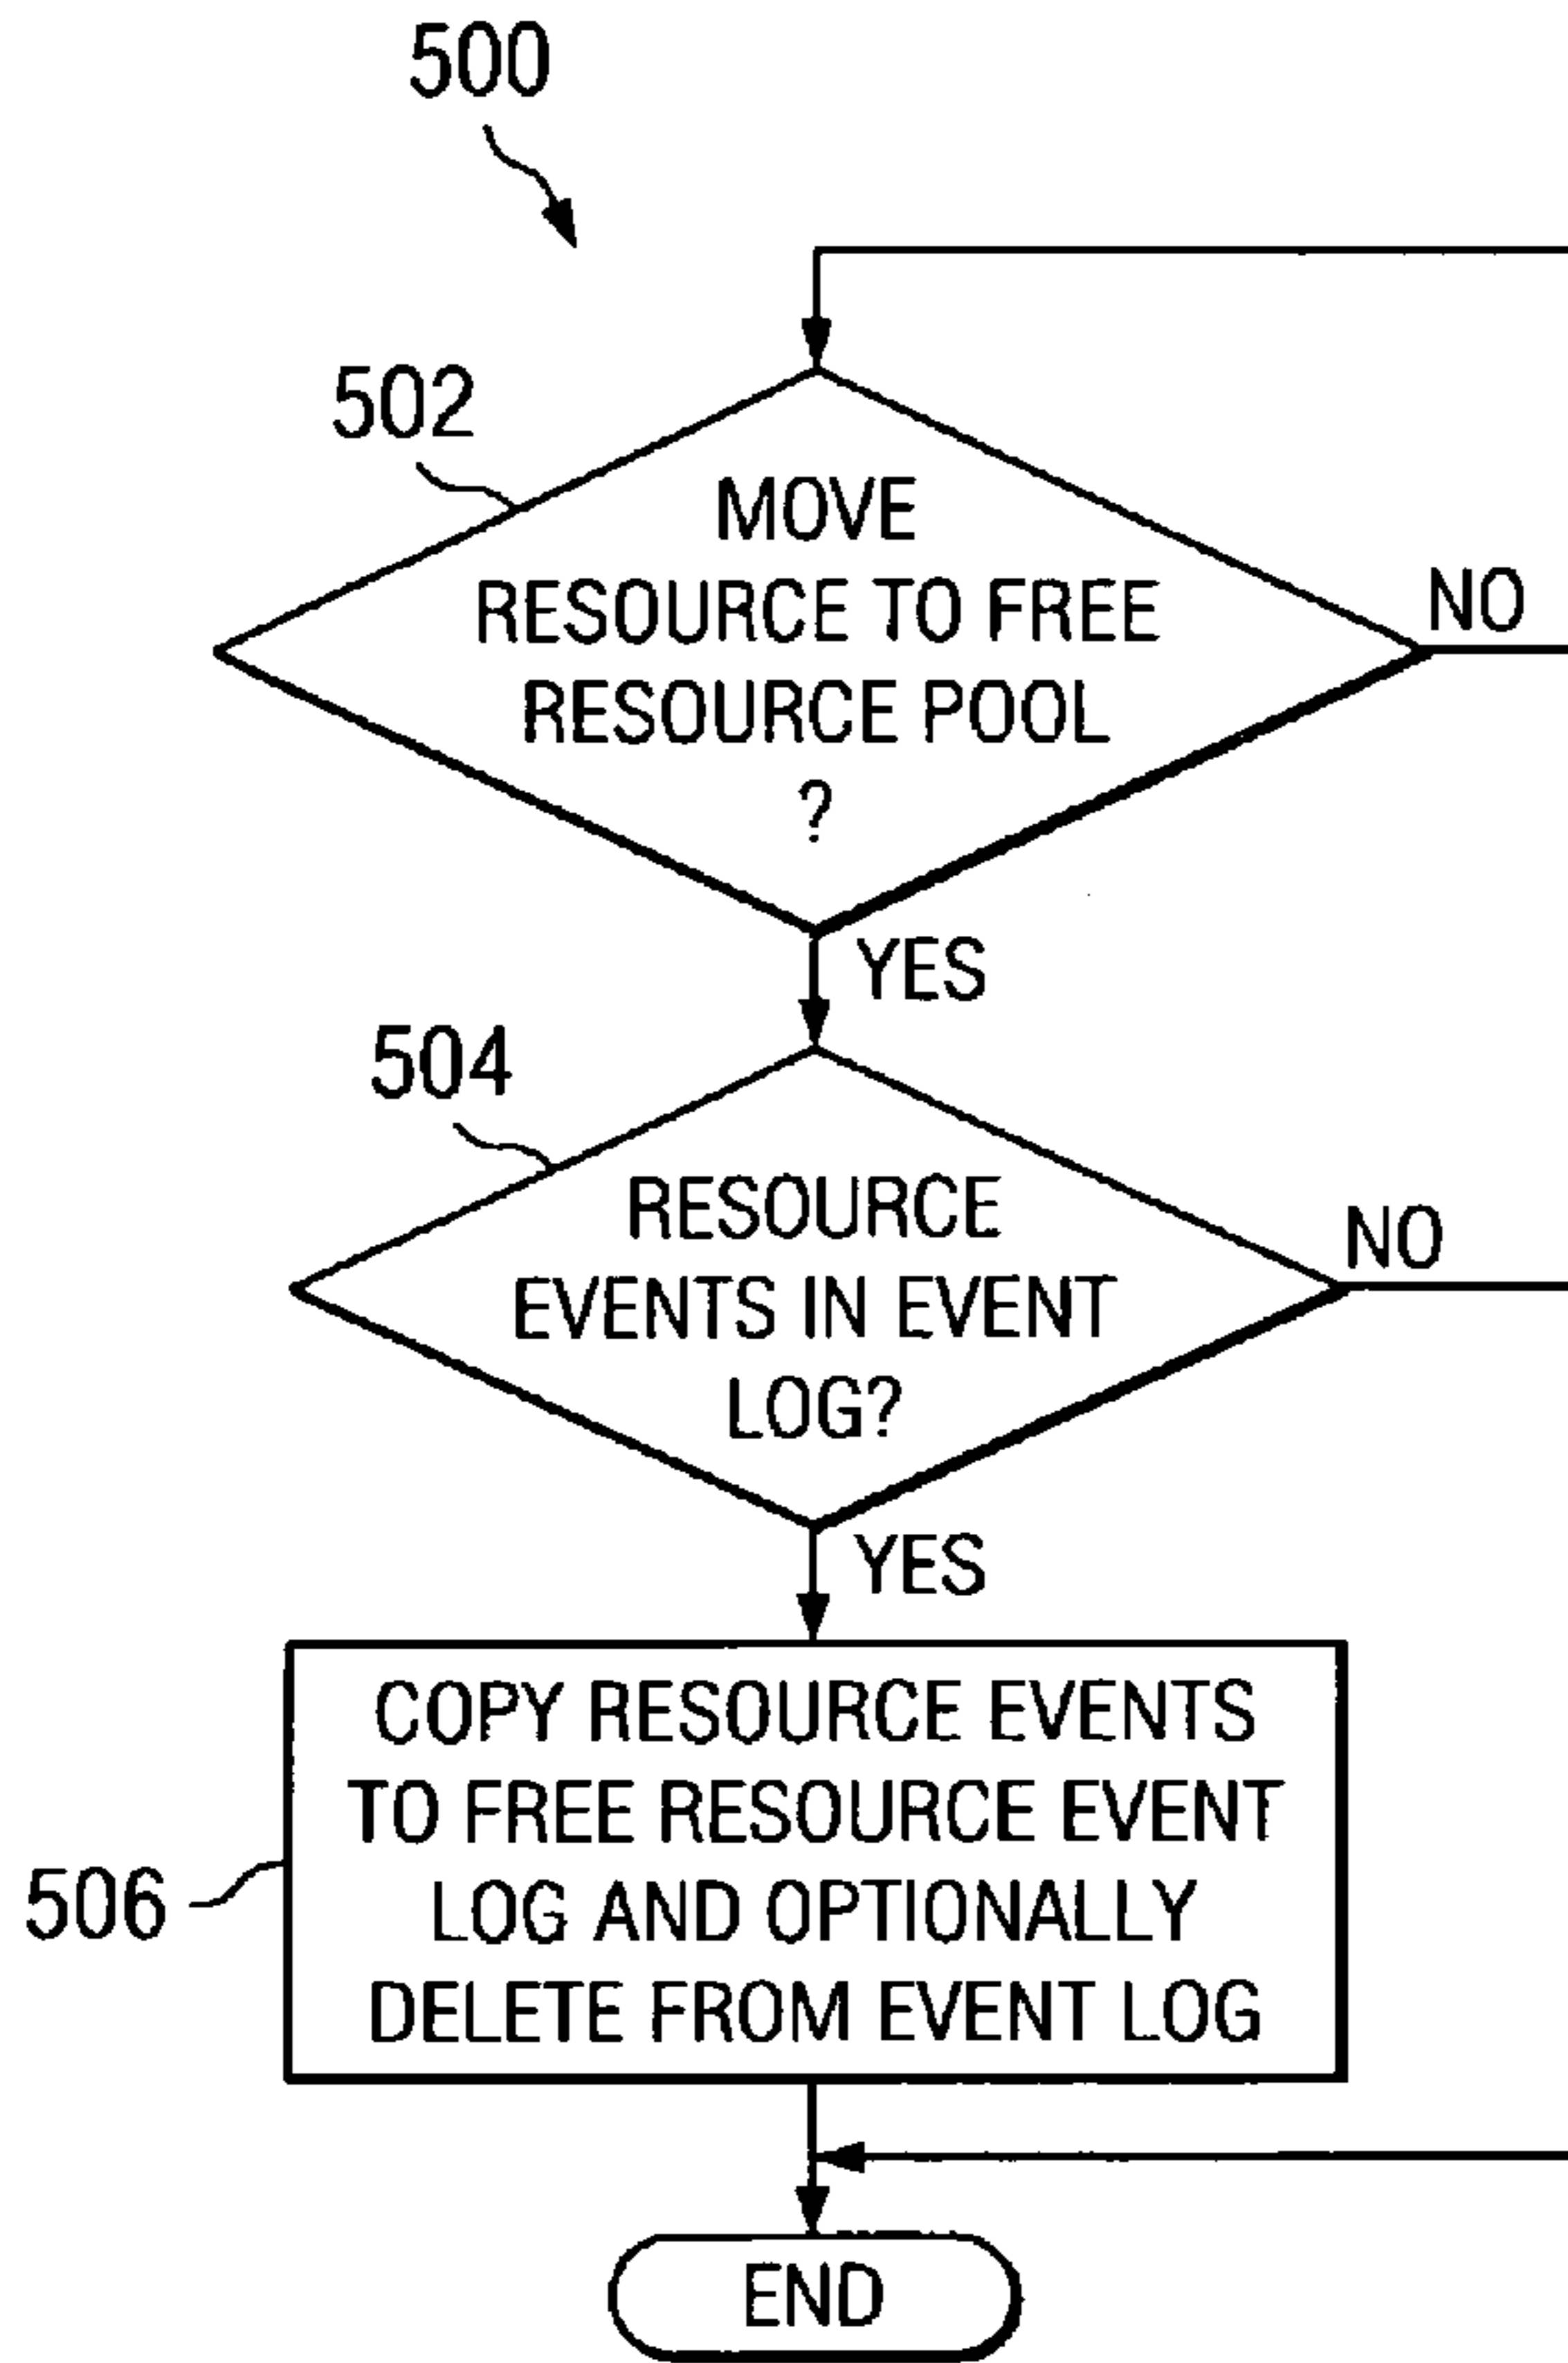 500
502
MOVE
RESOURCE TO FREE
RESOURCE POOL
?
NO
YES
504
RESOURCE
EVENTS IN EVENT
LOG?
NO
YES
506
COPY RESOURCE EVENTS
TO FREE RESOURCE EVENT
LOG AND OPTIONALLY
DELETE FROM EVENT LOG
END